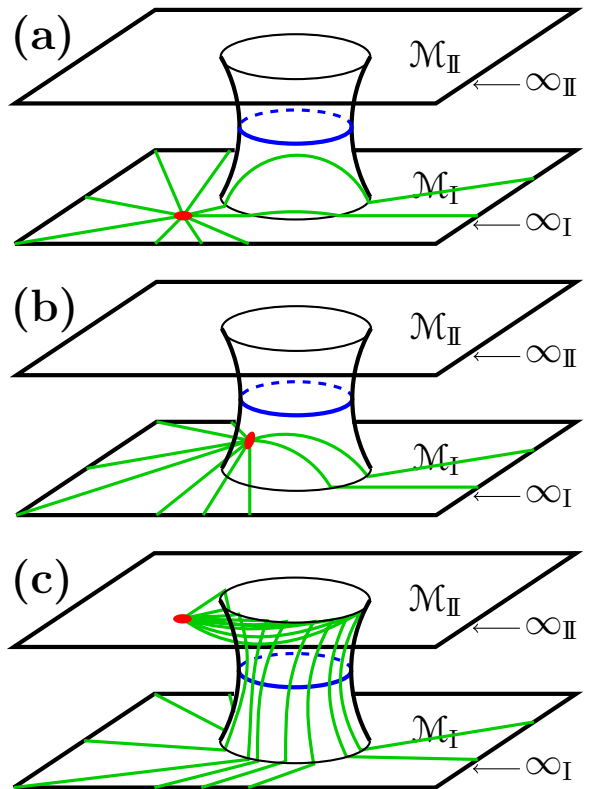 (a)
ℳ_Ⅱ
← ∞_Ⅱ
ℳ_Ⅰ
← ∞_Ⅰ
(b)
ℳ_Ⅱ
← ∞_Ⅱ
ℳ_Ⅰ
← ∞_Ⅰ
(c)
ℳ_Ⅱ
← ∞_Ⅱ
ℳ_Ⅰ
← ∞_Ⅰ